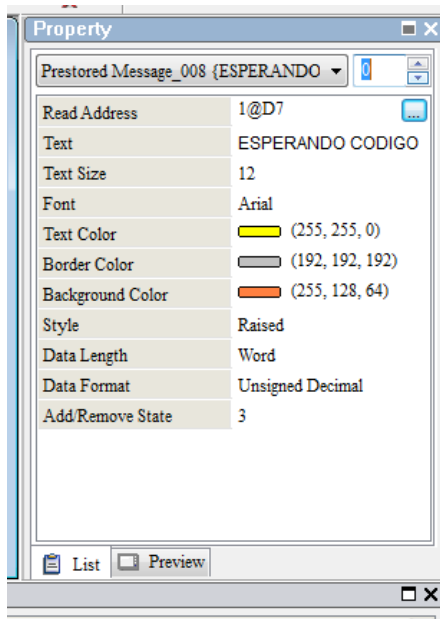 Property
Prestored Message_008 {ESPERANDO 0
Read Address 1@D7 ...
Text ESPERANDO CODIGO
Text Size 12
Font Arial
Text Color (255, 255, 0)
Border Color (192, 192, 192)
Background Color (255, 128, 64)
Style Raised
Data Length Word
Data Format Unsigned Decimal
Add/Remove State 3
List Preview